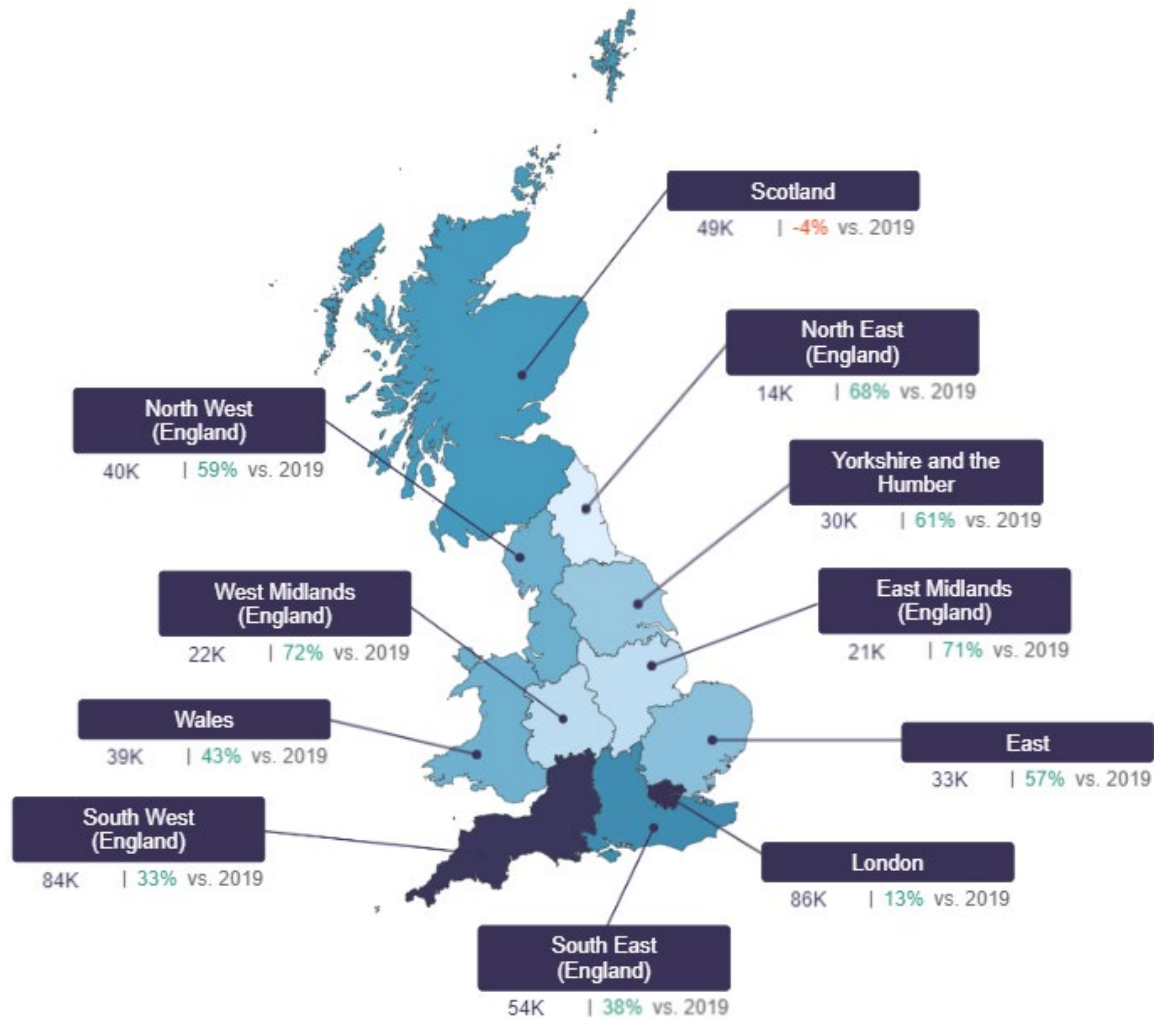 Scotland
49K | -4% vs. 2019
North East
(England)
14K | 68% vs. 2019
North West
(England)
40K | 59% vs. 2019
Yorkshire and the
Humber
30K | 61% vs. 2019
West Midlands
(England)
22K | 72% vs. 2019
East Midlands
(England)
21K | 71% vs. 2019
Wales
39K | 43% vs. 2019
East
33K | 57% vs. 2019
South West
(England)
84K | 33% vs. 2019
London
86K | 13% vs. 2019
South East
(England)
54K | 38% vs. 2019